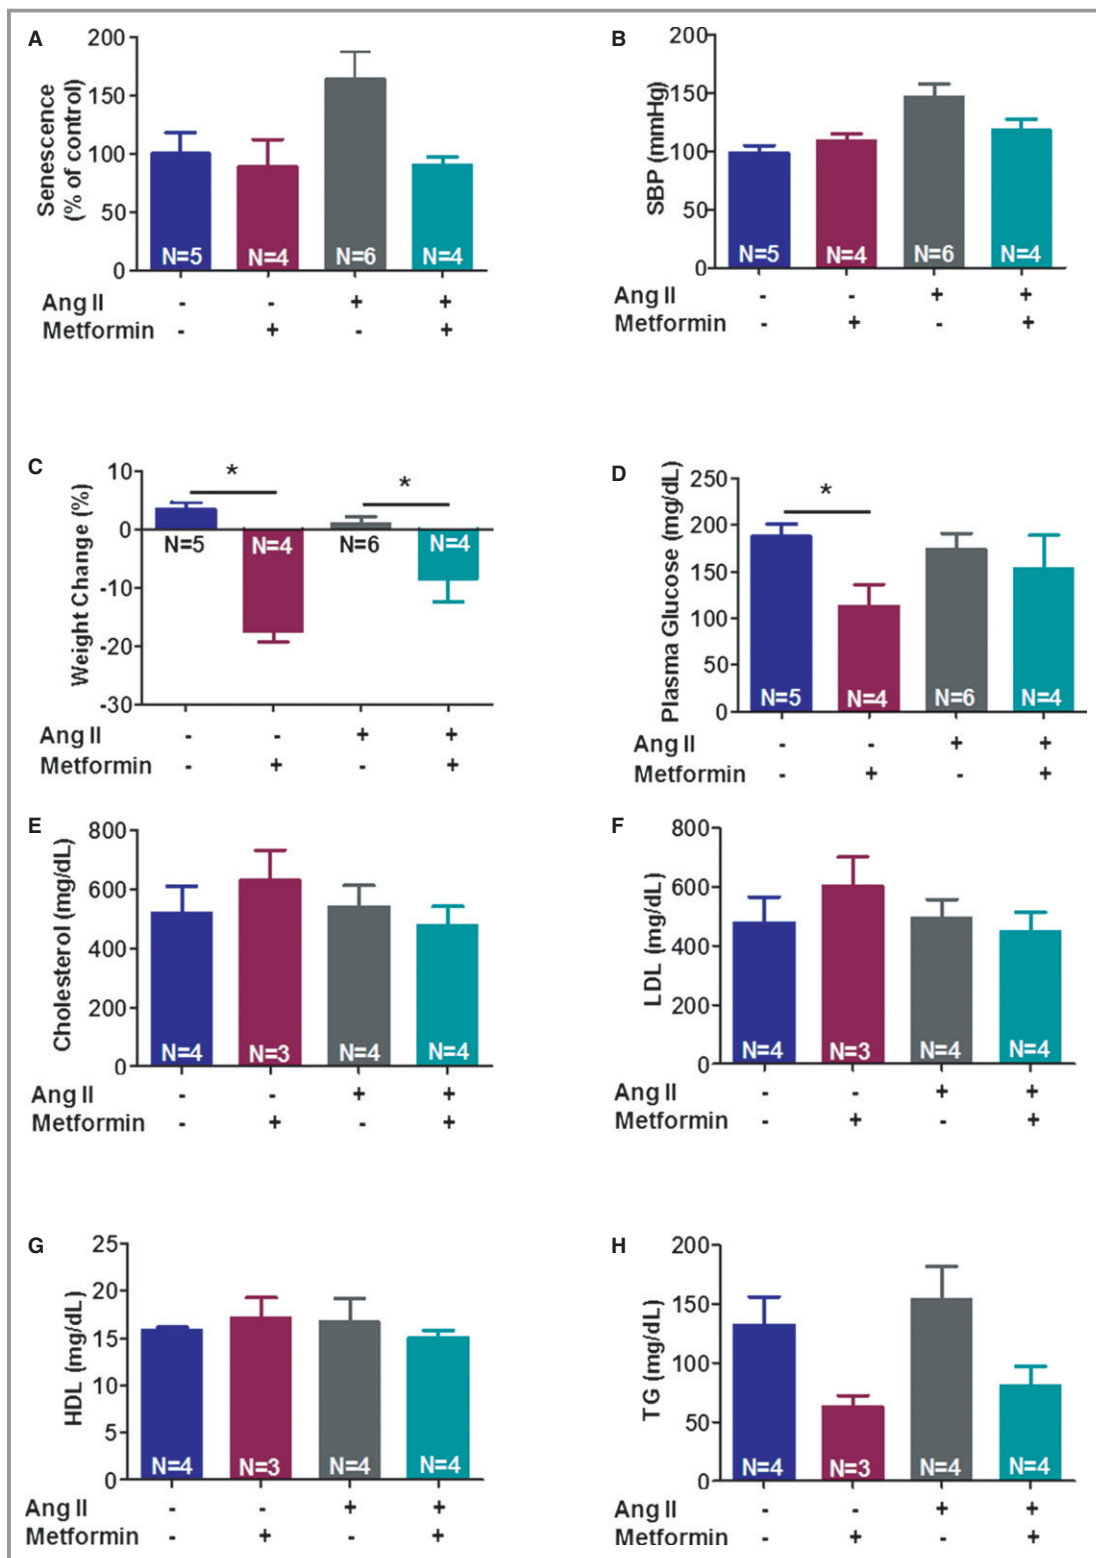 A
Senescence
(% of control)
200
150
100
50
0
N=5 N=4 N=6 N=4
Ang II - - + +
Metformin - + - +
B
SBP (mmHg)
200
150
100
50
0
N=5 N=4 N=6 N=4
- - + +
- + - +
C
Weight Change (%)
10
0
-10
-20
-30
* *
N=5 N=4 N=6 N=4
Ang II - - + +
Metformin - + - +
D
Plasma Glucose (mg/dL)
250
200
150
100
50
0
*
N=5 N=4 N=6 N=4
Ang II - - + +
Metformin - + - +
E
Cholesterol (mg/dL)
800
600
400
200
0
N=4 N=3 N=4 N=4
Ang II - - + +
Metformin - + - +
F
LDL (mg/dL)
800
600
400
200
0
N=4 N=3 N=4 N=4
Ang II - - + +
Metformin - + - +
G
HDL (mg/dL)
25
20
15
10
5
0
N=4 N=3 N=4 N=4
Ang II - - + +
Metformin - + - +
H
TG (mg/dL)
200
150
100
50
0
N=4 N=3 N=4 N=4
Ang II - - + +
Metformin - + - +